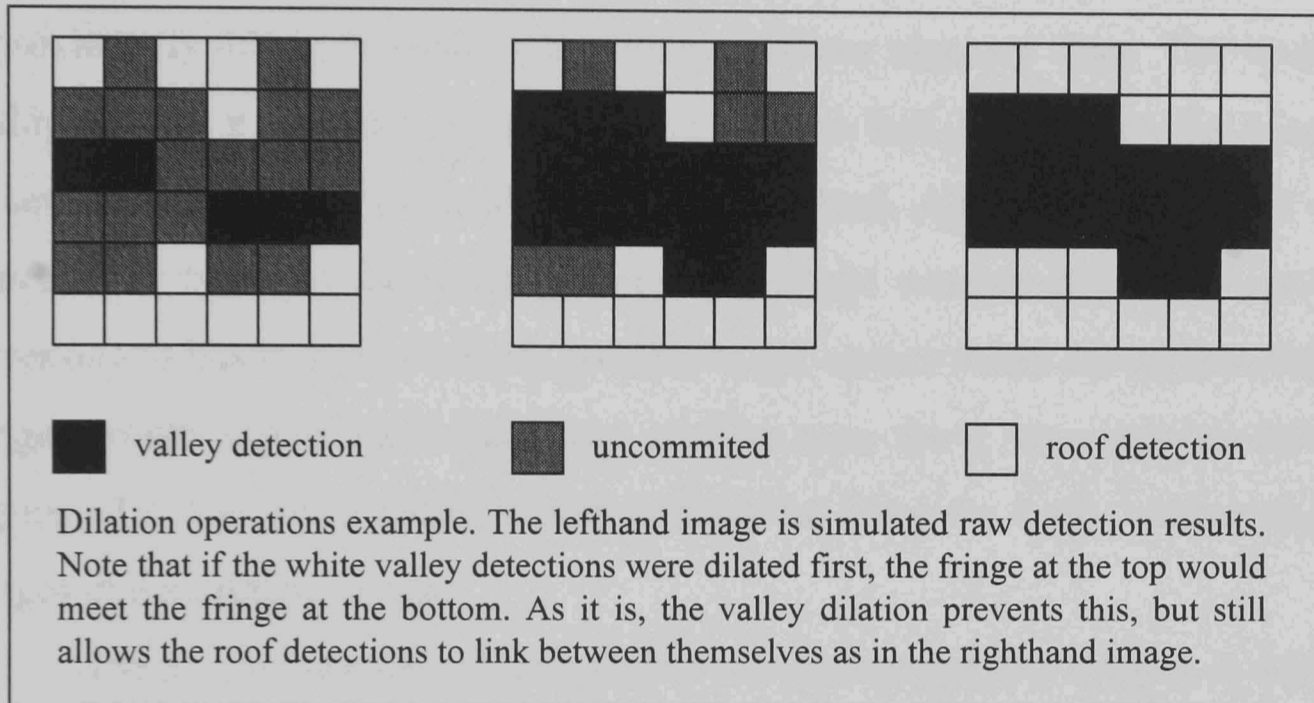 valley detection uncommited roof detection
Dilation operations example. The lefthand image is simulated raw detection results.
Note that if the white valley detections were dilated first, the fringe at the top would
meet the fringe at the bottom. As it is, the valley dilation prevents this, but still
allows the roof detections to link between themselves as in the righthand image.